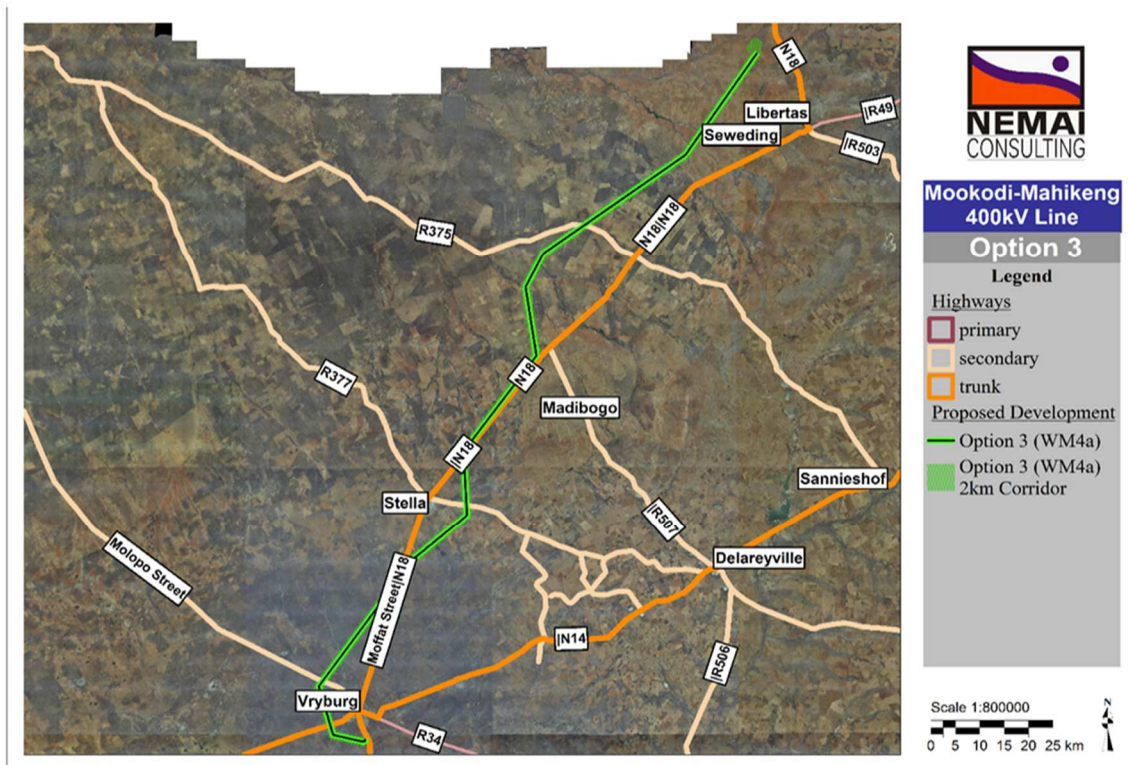 N18
Libertas
|R49
Seweding
|R503
N18|N18
R375
N18
R377
Madibogo
|N18
Sannieshof
Stella
|R507
Delareyville
Molopo Street
Moffat Street|N18
|N14
|R506
Vryburg
R34
NEMAI
CONSULTING
Mookodi-Mahikeng
400kV Line
Option 3
Legend
Highways
primary
secondary
trunk
Proposed Development
Option 3 (WM4a)
Option 3 (WM4a)
2km Corridor
Scale 1:800000
N
0 5 10 15 20 25 km